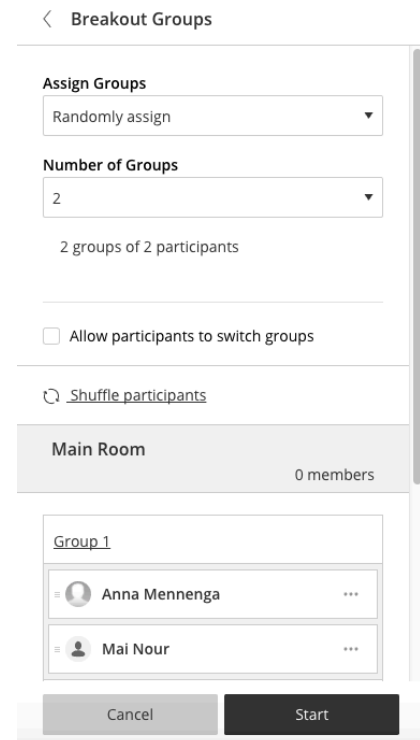 Breakout Groups
Assign Groups
Randomly assign
Number of Groups
2
2 groups of 2 participants
Allow participants to switch groups
Shuffle participants
Main Room
0 members
Group 1
Anna Mennenga
Mai Nour
Cancel
Start